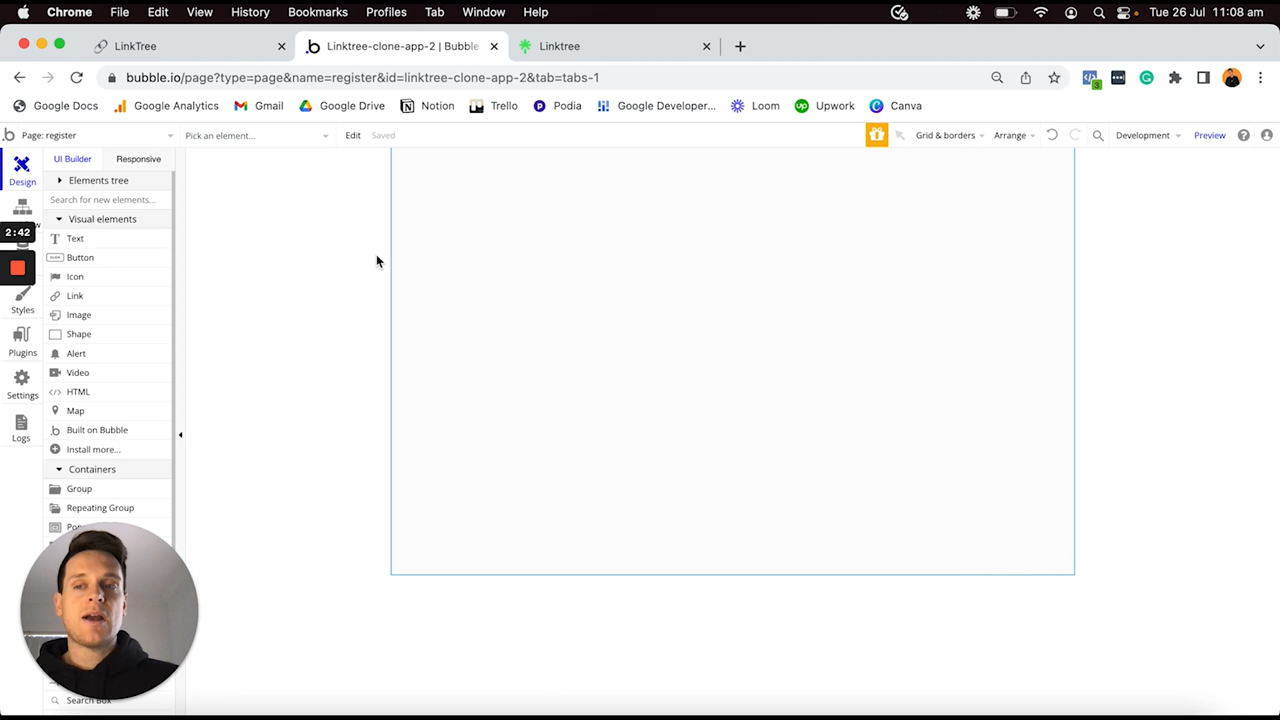 Chrome File Edit View History Bookmarks Profiles Tab Window Help Tue 26 Jul 11:08 am
LinkTree Linktree-clone-app-2 | Bubble Linktree
bubble.io/page?type=page&name=register&id=linktree-clone-app-2&tab=tabs-1 3
Google Docs Google Analytics Gmail Google Drive Notion Trello Podia Google Developer... Loom Upwork Canva
Page: register Pick an element... Edit Saved Grid & borders Arrange Development Preview
UI Builder Responsive
Design
Elements tree
Search for new elements...
Visual elements
2:42
Text
Button
Icon
Link
Styles
Image
Shape
Plugins
Alert
Video
Settings
HTML
Map
Logs
Built on Bubble
Install more...
Containers
Group
Repeating Group
Search Box